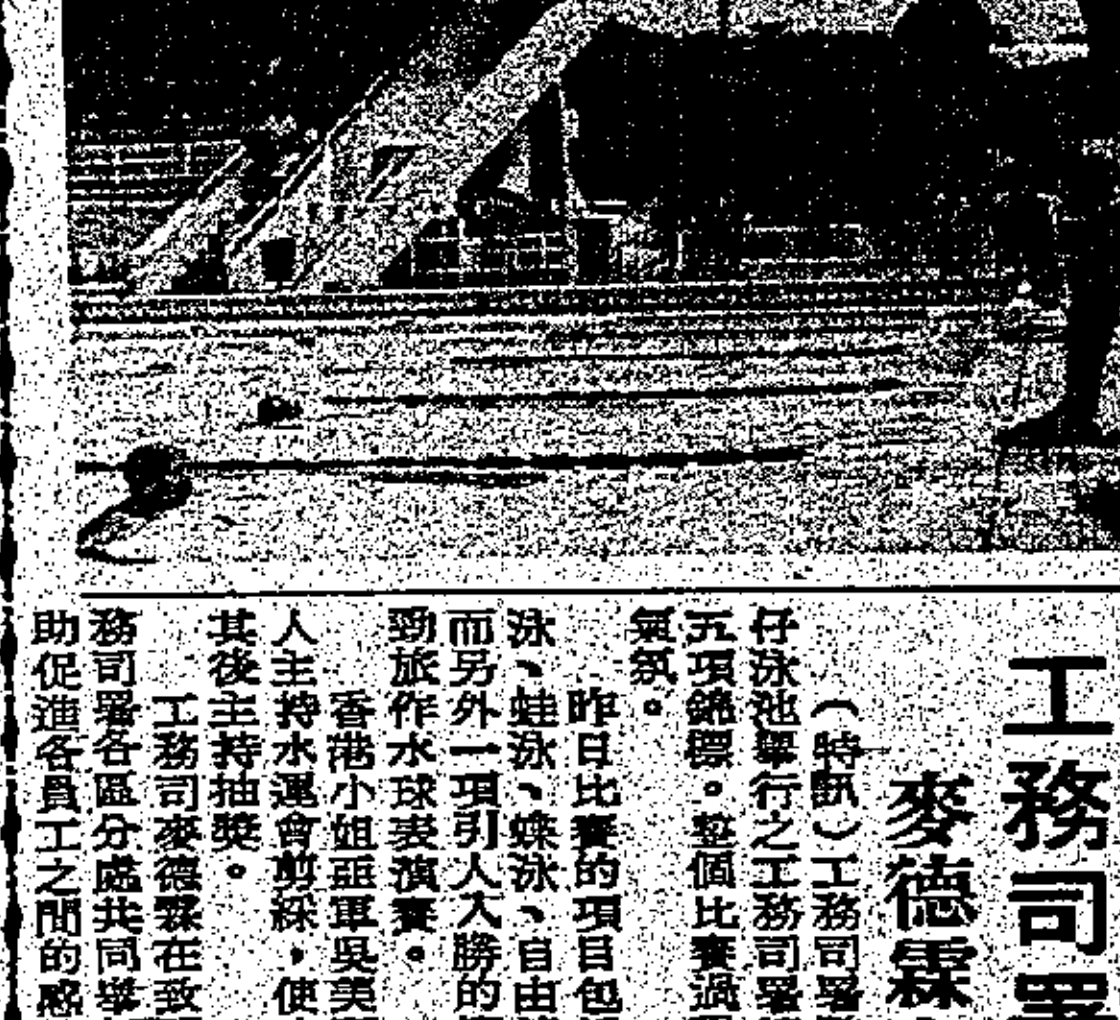 工務司署
麥德霖
（特訊）工務司署
仔泳池舉行之工務司署
五項錦標。整個比賽過
氣氛。
昨日比賽的項目包
泳、蛙泳、蝶泳、自由
而另外一項引人入勝的
勁旅作水球表演賽。
香港小姐亞軍吳美
人主持水運會剪綵，使
其後主持抽獎。
工務司麥德霖在致
務司署各區分處共同舉
助促進各員工之間的感